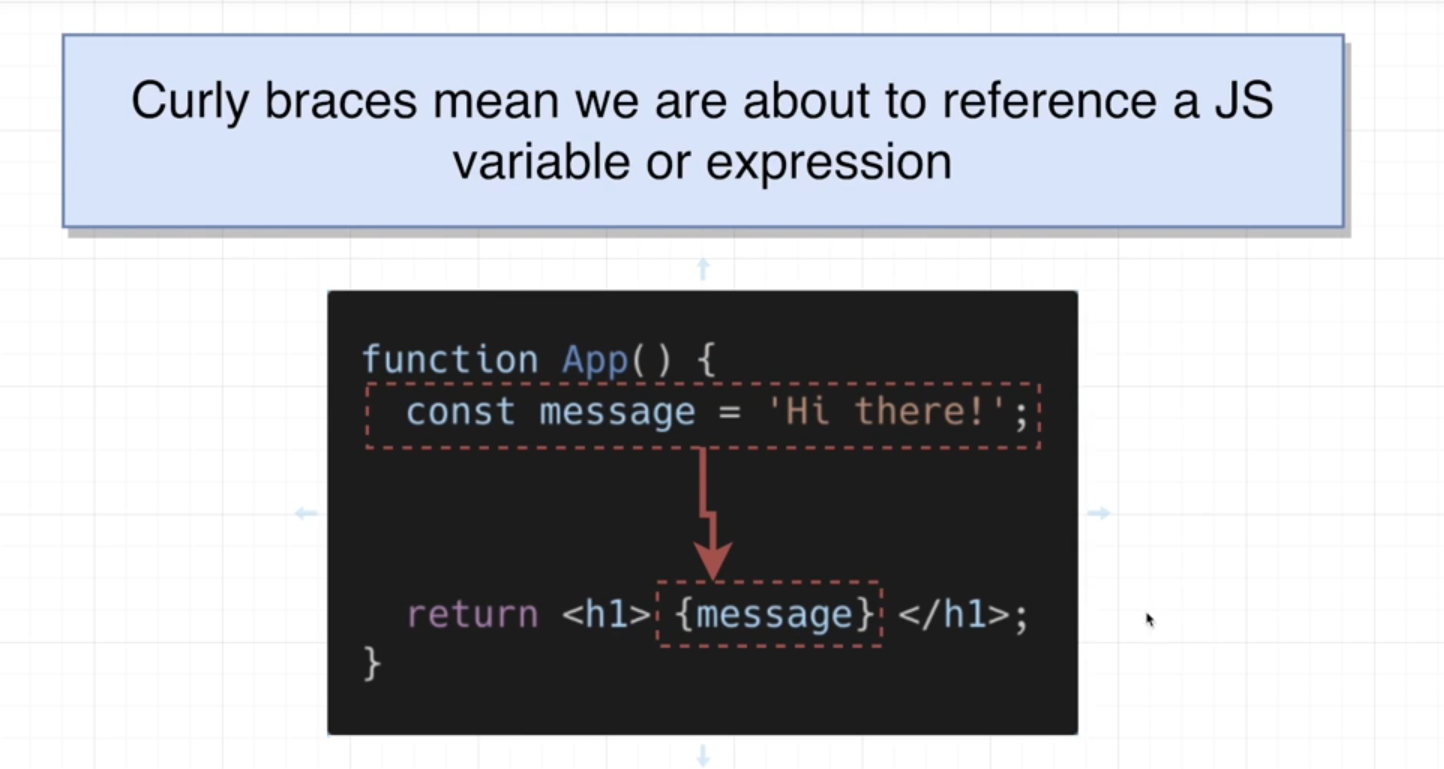 Curly braces mean we are about to reference a JS
variable or expression
function App() {
const message = 'Hi there!';
return <h1> {message} </h1>;
}